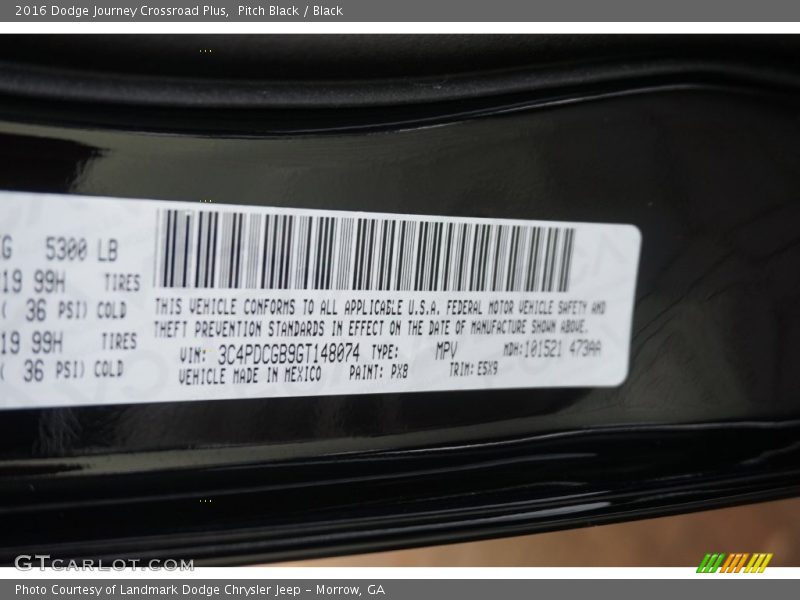 2016 Dodge Journey Crossroad Plus, Pitch Black / Black
5300 LB
99H TIRES
36 PSI) COLD
99H TIRES
36 PSI) COLD
THIS VEHICLE CONFORMS TO ALL APPLICABLE U.S.A. FEDERAL MOTOR VEHICLE SAFETY AND
THEFT PREVENTION STANDARDS IN EFFECT ON THE DATE OF MANUFACTURE SHOWN ABOVE.
VIN: 3C4PDCGB9GT148074 TYPE: MPV MDH:101521 473AA
VEHICLE MADE IN MEXICO PAINT: PX8 TRIM: E5X9
GTCARLOT.COM
Photo Courtesy of Landmark Dodge Chrysler Jeep - Morrow, GA